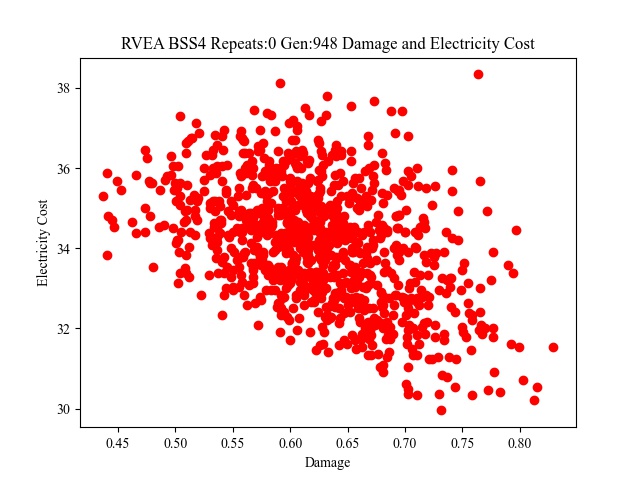 RVEA BSS4 Repeats:0 Gen:948 Damage and Electricity Cost
38
36
34
32
30
Electricity Cost
0.45 0.50 0.55 0.60 0.65 0.70 0.75 0.80
Damage